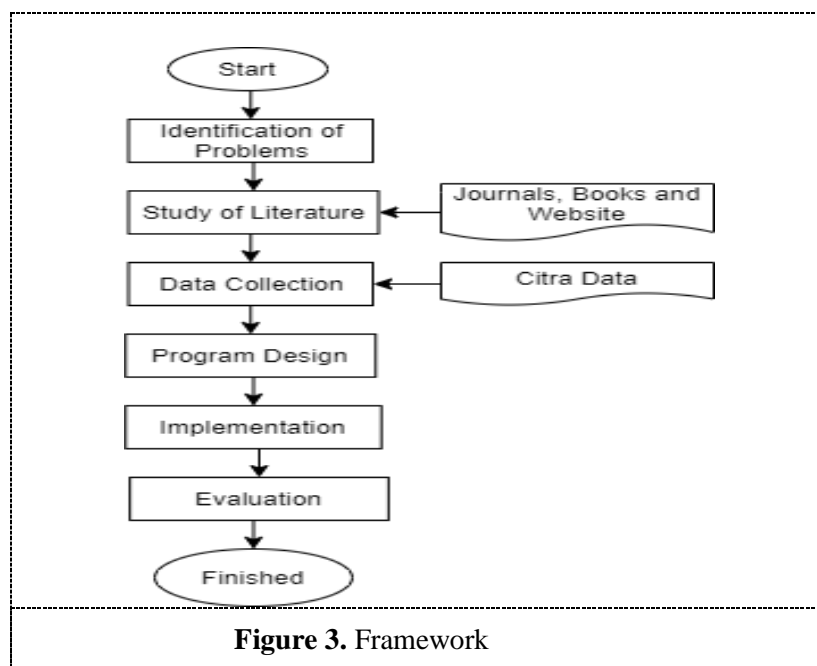 Start
Identification of
Problems
Study of Literature
Journals, Books and
Website
Data Collection
Citra Data
Program Design
Implementation
Evaluation
Finished
Figure 3. Framework